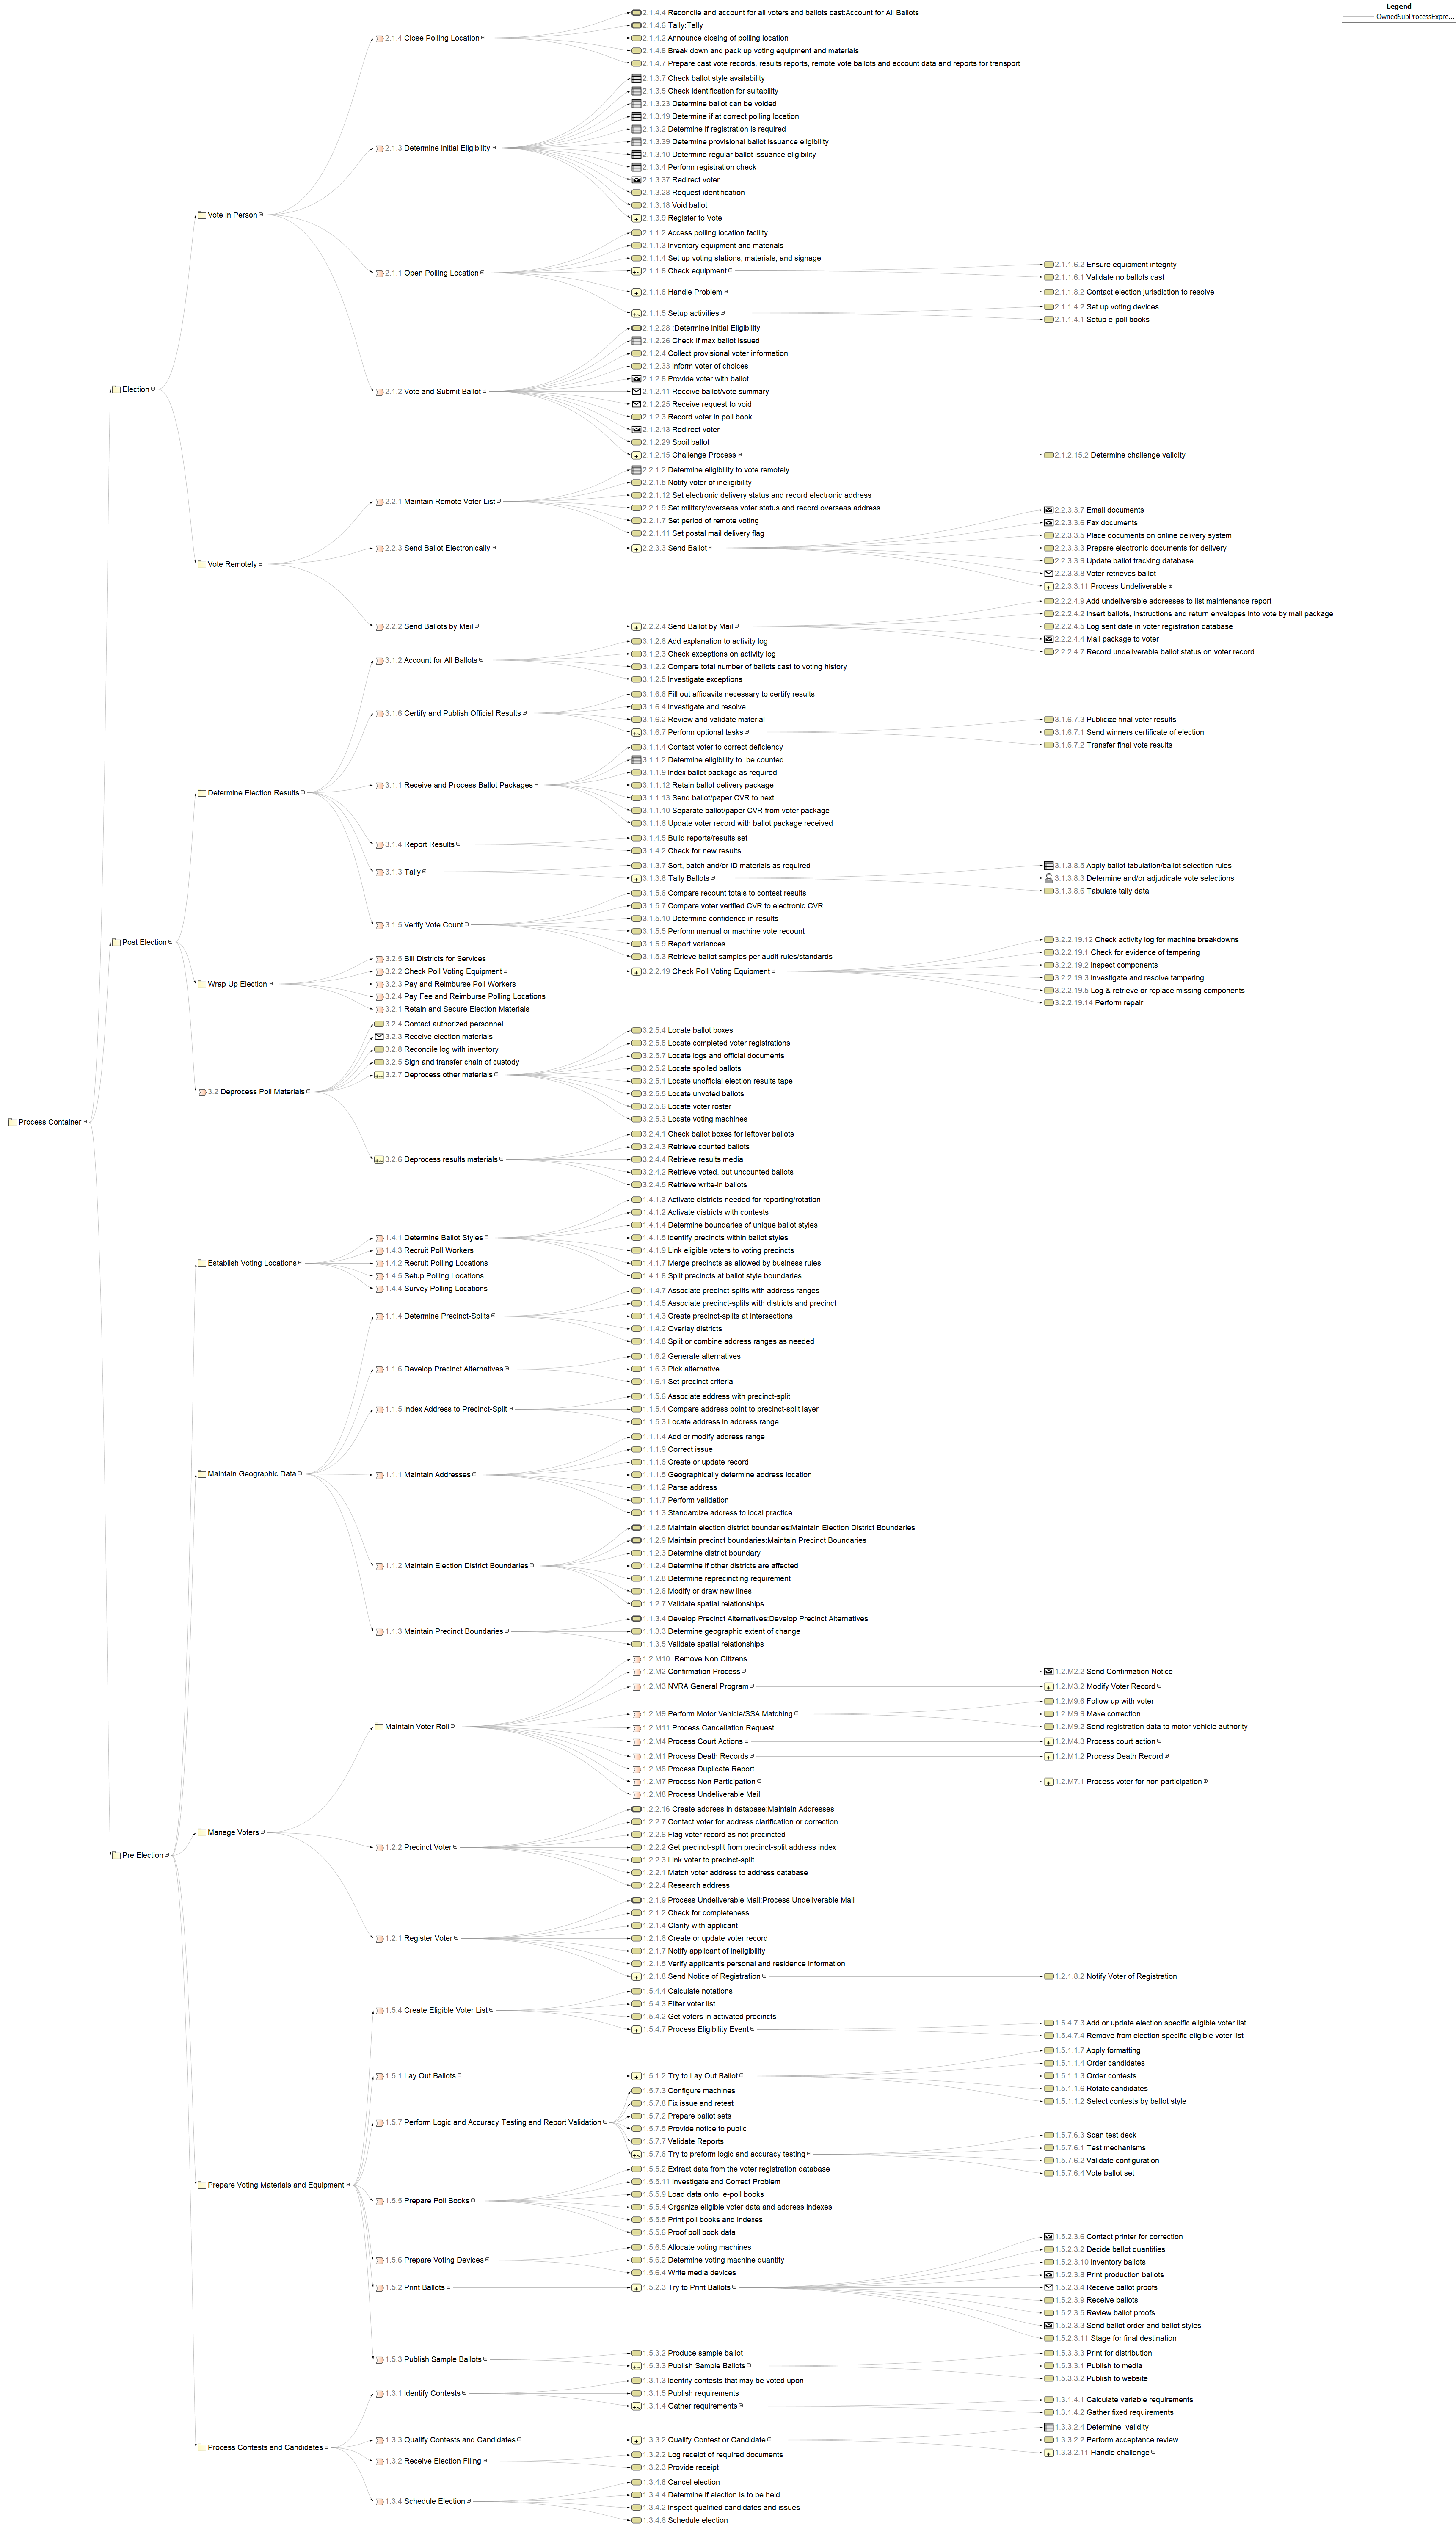 Legend
OwnedSubProcessExpre...
Process Container
Election
Vote In Person
2.1.4 Close Polling Location
2.1.4.4 Reconcile and account for all voters and ballots cast:Account for All Ballots
2.1.4.6 Tally:Tally
2.1.4.2 Announce closing of polling location
2.1.4.8 Break down and pack up voting equipment and materials
2.1.4.7 Prepare cast vote records, results reports, remote vote ballots and account data and reports for transport
2.1.3 Determine Initial Eligibility
2.1.3.7 Check ballot style availability
2.1.3.5 Check identification for suitability
2.1.3.23 Determine ballot can be voided
2.1.3.19 Determine if at correct polling location
2.1.3.2 Determine if registration is required
2.1.3.39 Determine provisional ballot issuance eligibility
2.1.3.10 Determine regular ballot issuance eligibility
2.1.3.4 Perform registration check
2.1.3.37 Redirect voter
2.1.3.28 Request identification
2.1.3.18 Void ballot
2.1.3.9 Register to Vote
2.1.1 Open Polling Location
2.1.1.2 Access polling location facility
2.1.1.3 Inventory equipment and materials
2.1.1.4 Set up voting stations, materials, and signage
2.1.1.6 Check equipment
2.1.1.6.2 Ensure equipment integrity
2.1.1.6.1 Validate no ballots cast
2.1.1.8 Handle Problem
2.1.1.8.2 Contact election jurisdiction to resolve
2.1.1.5 Setup activities
2.1.1.4.2 Set up voting devices
2.1.1.4.1 Setup e-poll books
2.1.2 Vote and Submit Ballot
2.1.2.28 :Determine Initial Eligibility
2.1.2.26 Check if max ballot issued
2.1.2.4 Collect provisional voter information
2.1.2.33 Inform voter of choices
2.1.2.6 Provide voter with ballot
2.1.2.11 Receive ballot/vote summary
2.1.2.25 Receive request to void
2.1.2.3 Record voter in poll book
2.1.2.13 Redirect voter
2.1.2.29 Spoil ballot
2.1.2.15 Challenge Process
2.1.2.15.2 Determine challenge validity
Vote Remotely
2.2.1 Maintain Remote Voter List
2.2.1.2 Determine eligibility to vote remotely
2.2.1.5 Notify voter of ineligibility
2.2.1.12 Set electronic delivery status and record electronic address
2.2.1.9 Set military/overseas voter status and record overseas address
2.2.1.7 Set period of remote voting
2.2.1.11 Set postal mail delivery flag
2.2.3 Send Ballot Electronically
2.2.3.3 Send Ballot
2.2.3.3.7 Email documents
2.2.3.3.6 Fax documents
2.2.3.3.5 Place documents on online delivery system
2.2.3.3.3 Prepare electronic documents for delivery
2.2.3.3.9 Update ballot tracking database
2.2.3.3.8 Voter retrieves ballot
2.2.3.3.11 Process Undeliverable
2.2.2 Send Ballots by Mail
2.2.2.4 Send Ballot by Mail
2.2.2.4.9 Add undeliverable addresses to list maintenance report
2.2.2.4.2 Insert ballots, instructions and return envelopes into vote by mail package
2.2.2.4.5 Log sent date in voter registration database
2.2.2.4.4 Mail package to voter
2.2.2.4.7 Record undeliverable ballot status on voter record
Post Election
Determine Election Results
3.1.2 Account for All Ballots
3.1.2.6 Add explanation to activity log
3.1.2.3 Check exceptions on activity log
3.1.2.2 Compare total number of ballots cast to voting history
3.1.2.5 Investigate exceptions
3.1.6 Certify and Publish Official Results
3.1.6.6 Fill out affidavits necessary to certify results
3.1.6.4 Investigate and resolve
3.1.6.2 Review and validate material
3.1.6.7 Perform optional tasks
3.1.6.7.3 Publicize final voter results
3.1.6.7.1 Send winners certificate of election
3.1.6.7.2 Transfer final vote results
3.1.1 Receive and Process Ballot Packages
3.1.1.4 Contact voter to correct deficiency
3.1.1.2 Determine eligibility to  be counted
3.1.1.9 Index ballot package as required
3.1.1.12 Retain ballot delivery package
3.1.1.13 Send ballot/paper CVR to next
3.1.1.10 Separate ballot/paper CVR from voter package
3.1.1.6 Update voter record with ballot package received
3.1.4 Report Results
3.1.4.5 Build reports/results set
3.1.4.2 Check for new results
3.1.3 Tally
3.1.3.7 Sort, batch and/or ID materials as required
3.1.3.8 Tally Ballots
3.1.3.8.5 Apply ballot tabulation/ballot selection rules
3.1.3.8.3 Determine and/or adjudicate vote selections
3.1.3.8.6 Tabulate tally data
3.1.5 Verify Vote Count
3.1.5.6 Compare recount totals to contest results
3.1.5.7 Compare voter verified CVR to electronic CVR
3.1.5.10 Determine confidence in results
3.1.5.5 Perform manual or machine vote recount
3.1.5.9 Report variances
3.1.5.3 Retrieve ballot samples per audit rules/standards
Wrap Up Election
3.2.5 Bill Districts for Services
3.2.2 Check Poll Voting Equipment
3.2.2.19 Check Poll Voting Equipment
3.2.2.19.12 Check activity log for machine breakdowns
3.2.2.19.1 Check for evidence of tampering
3.2.2.19.2 Inspect components
3.2.2.19.3 Investigate and resolve tampering
3.2.2.19.5 Log & retrieve or replace missing components
3.2.2.19.14 Perform repair
3.2.3 Pay and Reimburse Poll Workers
3.2.4 Pay Fee and Reimburse Polling Locations
3.2.1 Retain and Secure Election Materials
3.2 Deprocess Poll Materials
3.2.4 Contact authorized personnel
3.2.3 Receive election materials
3.2.8 Reconcile log with inventory
3.2.5 Sign and transfer chain of custody
3.2.7 Deprocess other materials
3.2.5.4 Locate ballot boxes
3.2.5.8 Locate completed voter registrations
3.2.5.7 Locate logs and official documents
3.2.5.2 Locate spoiled ballots
3.2.5.1 Locate unofficial election results tape
3.2.5.5 Locate unvoted ballots
3.2.5.6 Locate voter roster
3.2.5.3 Locate voting machines
3.2.6 Deprocess results materials
3.2.4.1 Check ballot boxes for leftover ballots
3.2.4.3 Retrieve counted ballots
3.2.4.4 Retrieve results media
3.2.4.2 Retrieve voted, but uncounted ballots
3.2.4.5 Retrieve write-in ballots
Pre Election
Establish Voting Locations
1.4.1 Determine Ballot Styles
1.4.1.3 Activate districts needed for reporting/rotation
1.4.1.2 Activate districts with contests
1.4.1.4 Determine boundaries of unique ballot styles
1.4.1.5 Identify precincts within ballot styles
1.4.1.9 Link eligible voters to voting precincts
1.4.1.7 Merge precincts as allowed by business rules
1.4.1.8 Split precincts at ballot style boundaries
1.4.3 Recruit Poll Workers
1.4.2 Recruit Polling Locations
1.4.5 Setup Polling Locations
1.4.4 Survey Polling Locations
Maintain Geographic Data
1.1.4 Determine Precinct-Splits
1.1.4.7 Associate precinct-splits with address ranges
1.1.4.5 Associate precinct-splits with districts and precinct
1.1.4.3 Create precinct-splits at intersections
1.1.4.2 Overlay districts
1.1.4.8 Split or combine address ranges as needed
1.1.6 Develop Precinct Alternatives
1.1.6.2 Generate alternatives
1.1.6.3 Pick alternative
1.1.6.1 Set precinct criteria
1.1.5 Index Address to Precinct-Split
1.1.5.6 Associate address with precinct-split
1.1.5.4 Compare address point to precinct-split layer
1.1.5.3 Locate address in address range
1.1.1 Maintain Addresses
1.1.1.4 Add or modify address range
1.1.1.9 Correct issue
1.1.1.6 Create or update record
1.1.1.5 Geographically determine address location
1.1.1.2 Parse address
1.1.1.7 Perform validation
1.1.1.3 Standardize address to local practice
1.1.2 Maintain Election District Boundaries
1.1.2.5 Maintain election district boundaries:Maintain Election District Boundaries
1.1.2.9 Maintain precinct boundaries:Maintain Precinct Boundaries
1.1.2.3 Determine district boundary
1.1.2.4 Determine if other districts are affected
1.1.2.8 Determine reprecincting requirement
1.1.2.6 Modify or draw new lines
1.1.2.7 Validate spatial relationships
1.1.3 Maintain Precinct Boundaries
1.1.3.4 Develop Precinct Alternatives:Develop Precinct Alternatives
1.1.3.3 Determine geographic extent of change
1.1.3.5 Validate spatial relationships
Manage Voters
Maintain Voter Roll
1.2.M10  Remove Non Citizens
1.2.M2 Confirmation Process
1.2.M2.2 Send Confirmation Notice
1.2.M3 NVRA General Program
1.2.M3.2 Modify Voter Record
1.2.M9 Perform Motor Vehicle/SSA Matching
1.2.M9.6 Follow up with voter
1.2.M9.9 Make correction
1.2.M9.2 Send registration data to motor vehicle authority
1.2.M11 Process Cancellation Request
1.2.M4 Process Court Actions
1.2.M4.3 Process court action
1.2.M1 Process Death Records
1.2.M1.2 Process Death Record
1.2.M6 Process Duplicate Report
1.2.M7 Process Non Participation
1.2.M7.1 Process voter for non participation
1.2.M8 Process Undeliverable Mail
1.2.2 Precinct Voter
1.2.2.16 Create address in database:Maintain Addresses
1.2.2.7 Contact voter for address clarification or correction
1.2.2.6 Flag voter record as not precincted
1.2.2.2 Get precinct-split from precinct-split address index
1.2.2.3 Link voter to precinct-split
1.2.2.1 Match voter address to address database
1.2.2.4 Research address
1.2.1 Register Voter
1.2.1.9 Process Undeliverable Mail:Process Undeliverable Mail
1.2.1.2 Check for completeness
1.2.1.4 Clarify with applicant
1.2.1.6 Create or update voter record
1.2.1.7 Notify applicant of ineligibility
1.2.1.5 Verify applicant's personal and residence information
1.2.1.8 Send Notice of Registration
1.2.1.8.2 Notify Voter of Registration
Prepare Voting Materials and Equipment
1.5.4 Create Eligible Voter List
1.5.4.4 Calculate notations
1.5.4.3 Filter voter list
1.5.4.2 Get voters in activated precincts
1.5.4.7 Process Eligibility Event
1.5.4.7.3 Add or update election specific eligible voter list
1.5.4.7.4 Remove from election specific eligible voter list
1.5.1 Lay Out Ballots
1.5.1.2 Try to Lay Out Ballot
1.5.1.1.7 Apply formatting
1.5.1.1.4 Order candidates
1.5.1.1.3 Order contests
1.5.1.1.6 Rotate candidates
1.5.1.1.2 Select contests by ballot style
1.5.7 Perform Logic and Accuracy Testing and Report Validation
1.5.7.3 Configure machines
1.5.7.8 Fix issue and retest
1.5.7.2 Prepare ballot sets
1.5.7.5 Provide notice to public
1.5.7.7 Validate Reports
1.5.7.6 Try to preform logic and accuracy testing
1.5.7.6.3 Scan test deck
1.5.7.6.1 Test mechanisms
1.5.7.6.2 Validate configuration
1.5.7.6.4 Vote ballot set
1.5.5 Prepare Poll Books
1.5.5.2 Extract data from the voter registration database
1.5.5.11 Investigate and Correct Problem
1.5.5.9 Load data onto  e-poll books
1.5.5.4 Organize eligible voter data and address indexes
1.5.5.5 Print poll books and indexes
1.5.5.6 Proof poll book data
1.5.6 Prepare Voting Devices
1.5.6.5 Allocate voting machines
1.5.6.2 Determine voting machine quantity
1.5.6.4 Write media devices
1.5.2 Print Ballots
1.5.2.3 Try to Print Ballots
1.5.2.3.6 Contact printer for correction
1.5.2.3.2 Decide ballot quantities
1.5.2.3.10 Inventory ballots
1.5.2.3.8 Print production ballots
1.5.2.3.4 Receive ballot proofs
1.5.2.3.9 Receive ballots
1.5.2.3.5 Review ballot proofs
1.5.2.3.3 Send ballot order and ballot styles
1.5.2.3.11 Stage for final destination
1.5.3 Publish Sample Ballots
1.5.3.2 Produce sample ballot
1.5.3.3 Publish Sample Ballots
1.5.3.3.3 Print for distribution
1.5.3.3.1 Publish to media
1.5.3.3.2 Publish to website
Process Contests and Candidates
1.3.1 Identify Contests
1.3.1.3 Identify contests that may be voted upon
1.3.1.5 Publish requirements
1.3.1.4 Gather requirements
1.3.1.4.1 Calculate variable requirements
1.3.1.4.2 Gather fixed requirements
1.3.3 Qualify Contests and Candidates
1.3.3.2 Qualify Contest or Candidate
1.3.3.2.4 Determine  validity
1.3.3.2.2 Perform acceptance review
1.3.3.2.11 Handle challenge
1.3.2 Receive Election Filing
1.3.2.2 Log receipt of required documents
1.3.2.3 Provide receipt
1.3.4 Schedule Election
1.3.4.8 Cancel election
1.3.4.4 Determine if election is to be held
1.3.4.2 Inspect qualified candidates and issues
1.3.4.6 Schedule election